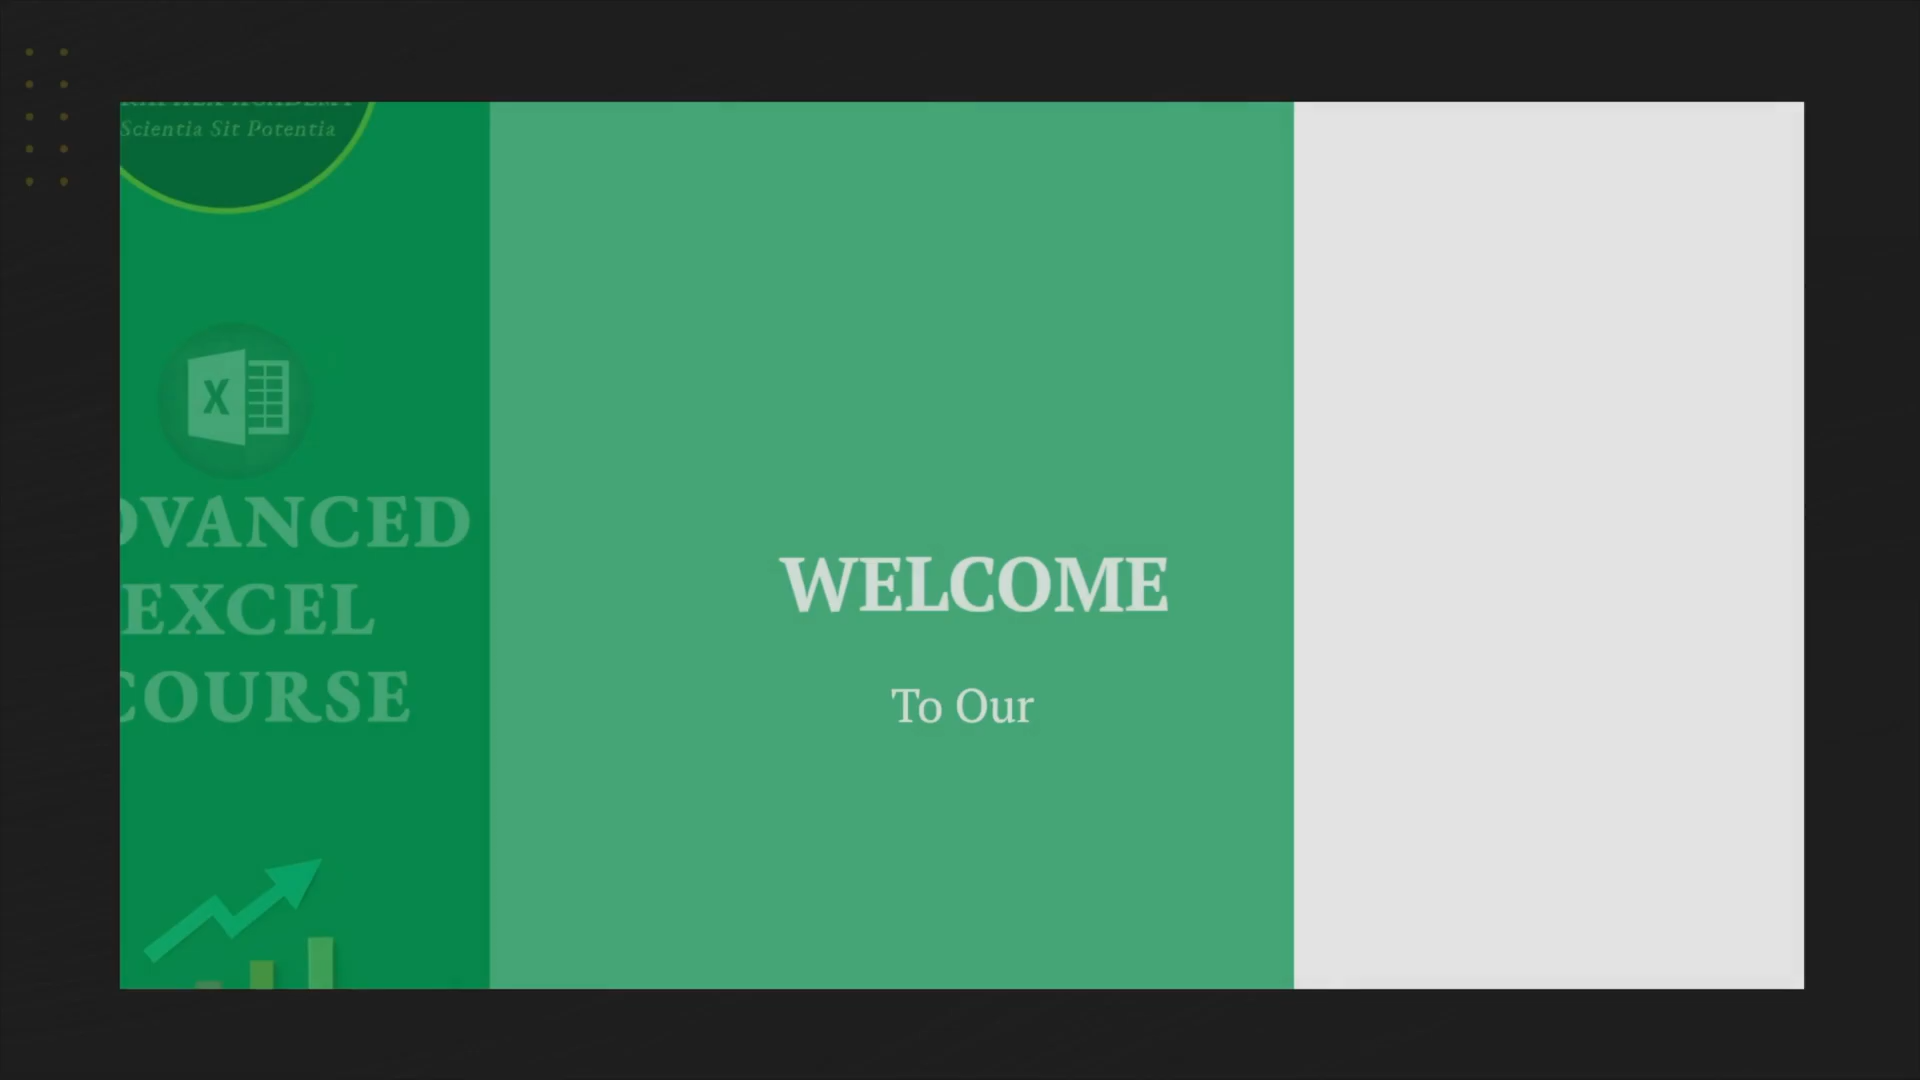 Scientia Sit Potentia
X
DVANCED
EXCEL
COURSE
WELCOME
To Our